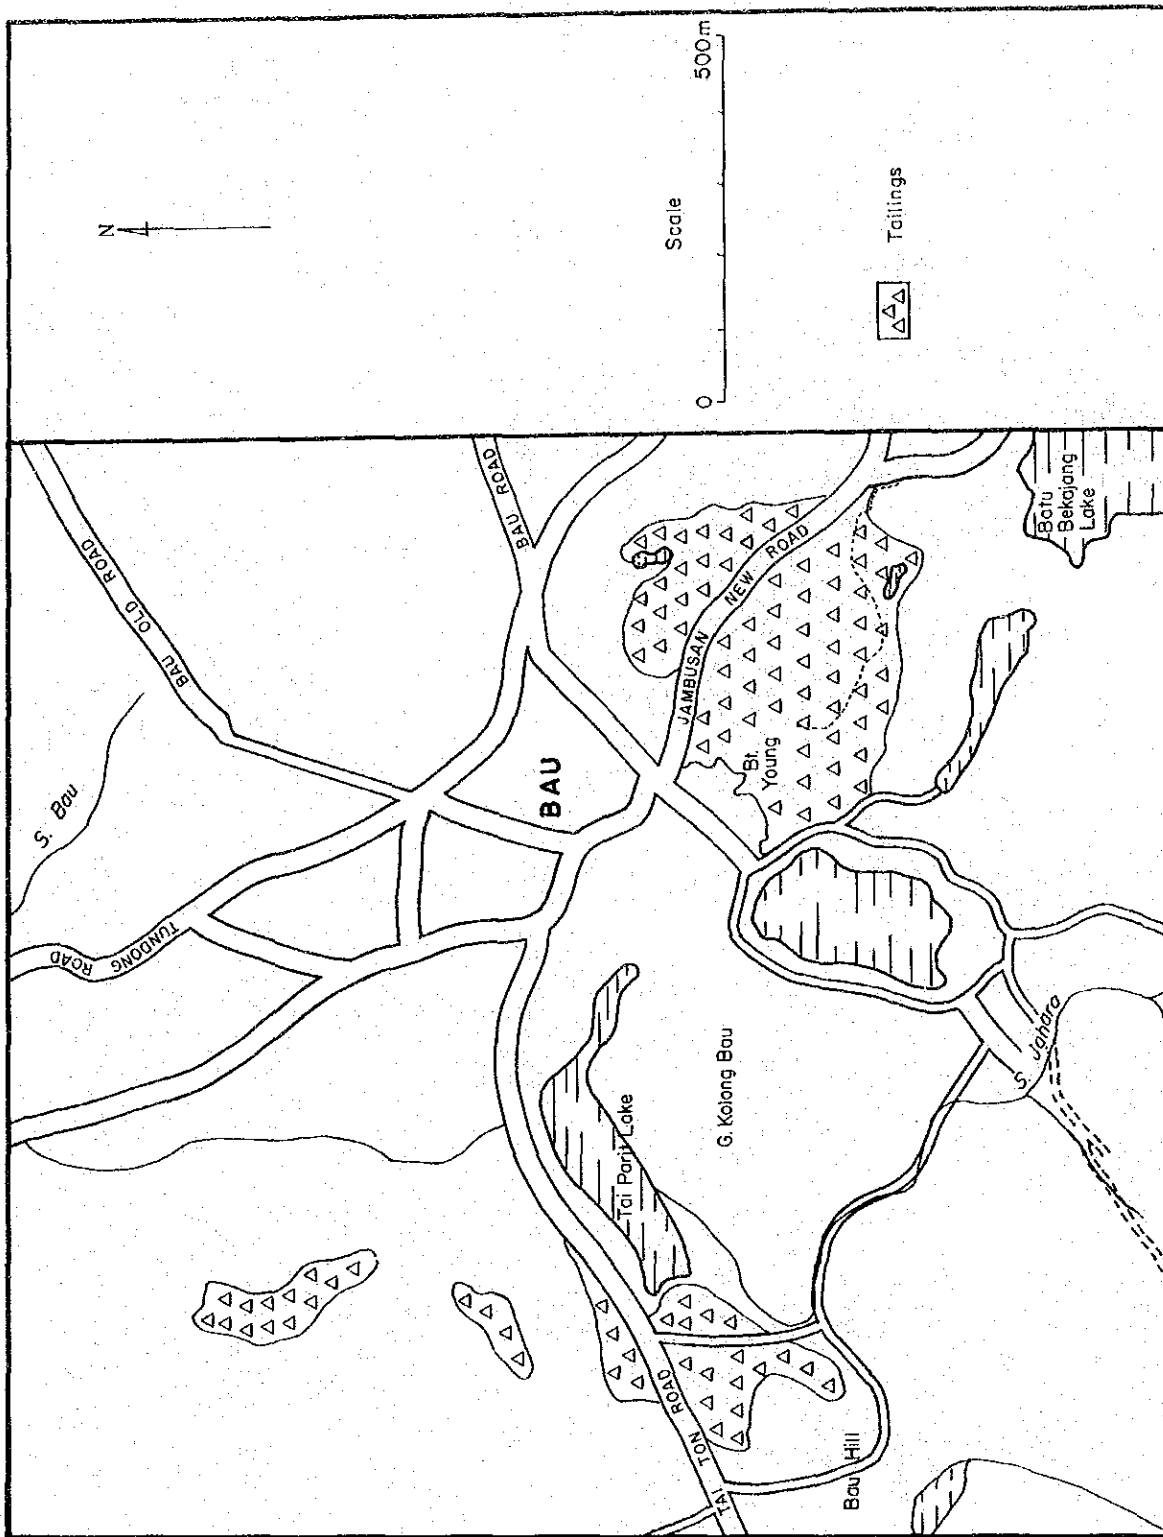 N
S. Bau
BAU OLD ROAD
TUNDONG
ROAD
BAU ROAD
BAU
JAMBUSAN NEW ROAD
Bt.
Young
Batu
Bekajang
Lake
Tai Parit Lake
G. Kolong Bau
S. Jahara
TAI TON ROAD
Bau Hill
Scale
0 500m
Tailings